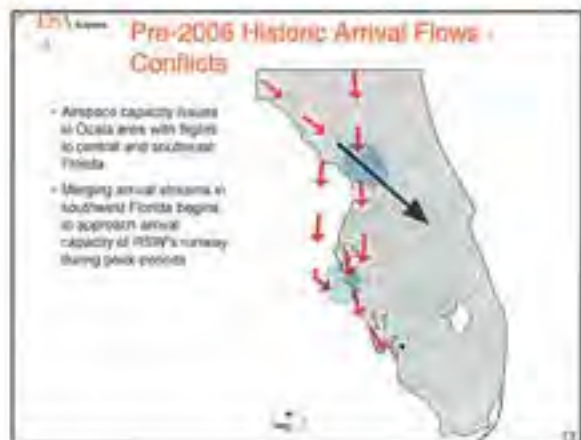 Pre-2006 Historic Arrival Flows -
Conflicts
- Airspace capacity issues
in Ocala area with flights
to central and southeast
Florida
- Merging arrival streams in
southwest Florida begins
to approach arrival
capacity of RSW's runway
during peak periods